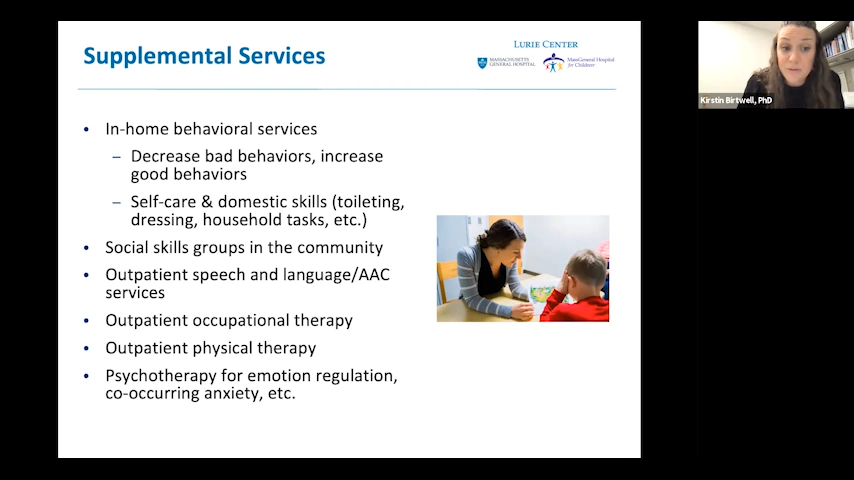 Supplemental Services
LURIE CENTER
MASSACHUSETTS
GENERAL HOSPITAL
MassGeneral Hospital
for Children
• In-home behavioral services
– Decrease bad behaviors, increase
good behaviors
– Self-care & domestic skills (toileting,
dressing, household tasks, etc.)
• Social skills groups in the community
• Outpatient speech and language/AAC
services
• Outpatient occupational therapy
• Outpatient physical therapy
• Psychotherapy for emotion regulation,
co-occurring anxiety, etc.
Kirstin Birtwell, PhD